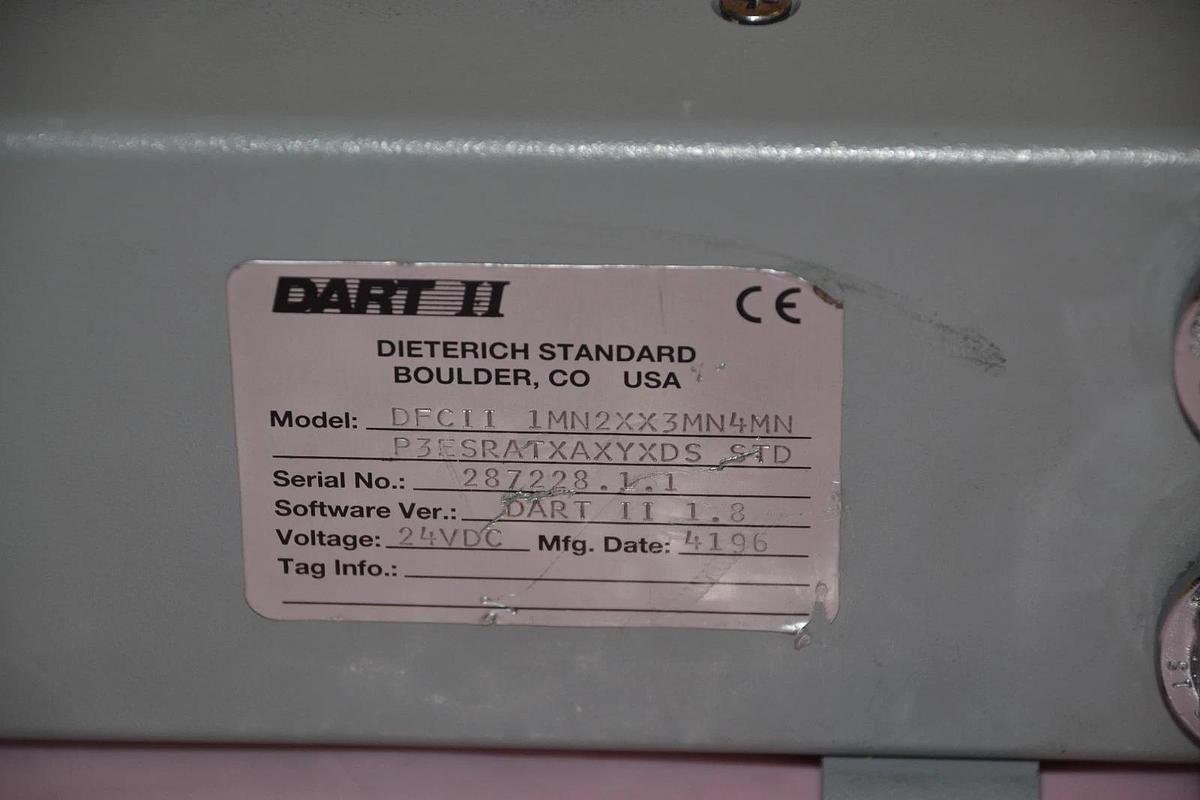 DART II CE
DIETERICH STANDARD
BOULDER, CO USA
Model: DFCII 1MN2XX3MN4MN
P3ESRATXAXYXDS STD
Serial No.: 287228.1.1
Software Ver.: DART II 1.8
Voltage: 24VDC Mfg. Date: 4196
Tag Info.: